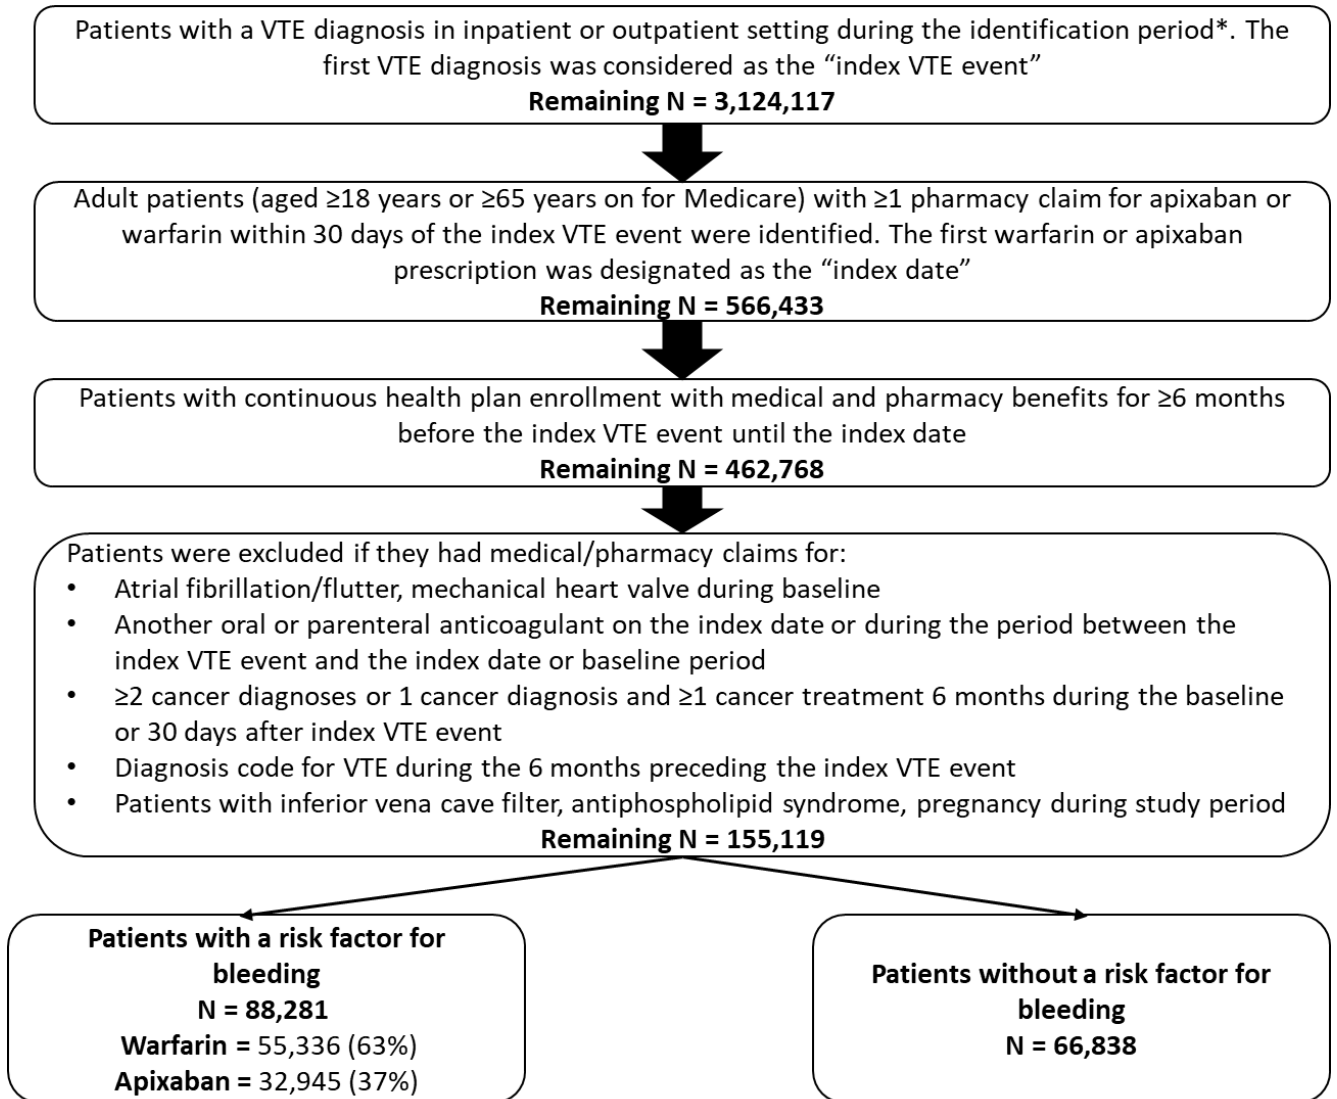 Patients with a VTE diagnosis in inpatient or outpatient setting during the identification period*. The
first VTE diagnosis was considered as the “index VTE event”
Remaining N = 3,124,117
Adult patients (aged ≥18 years or ≥65 years on for Medicare) with ≥1 pharmacy claim for apixaban or
warfarin within 30 days of the index VTE event were identified. The first warfarin or apixaban
prescription was designated as the “index date”
Remaining N = 566,433
Patients with continuous health plan enrollment with medical and pharmacy benefits for ≥6 months
before the index VTE event until the index date
Remaining N = 462,768
Patients were excluded if they had medical/pharmacy claims for:
• Atrial fibrillation/flutter, mechanical heart valve during baseline
• Another oral or parenteral anticoagulant on the index date or during the period between the
index VTE event and the index date or baseline period
• ≥2 cancer diagnoses or 1 cancer diagnosis and ≥1 cancer treatment 6 months during the baseline
or 30 days after index VTE event
• Diagnosis code for VTE during the 6 months preceding the index VTE event
• Patients with inferior vena cave filter, antiphospholipid syndrome, pregnancy during study period
Remaining N = 155,119
Patients with a risk factor for
bleeding
N = 88,281
Warfarin = 55,336 (63%)
Apixaban = 32,945 (37%)
Patients without a risk factor for
bleeding
N = 66,838